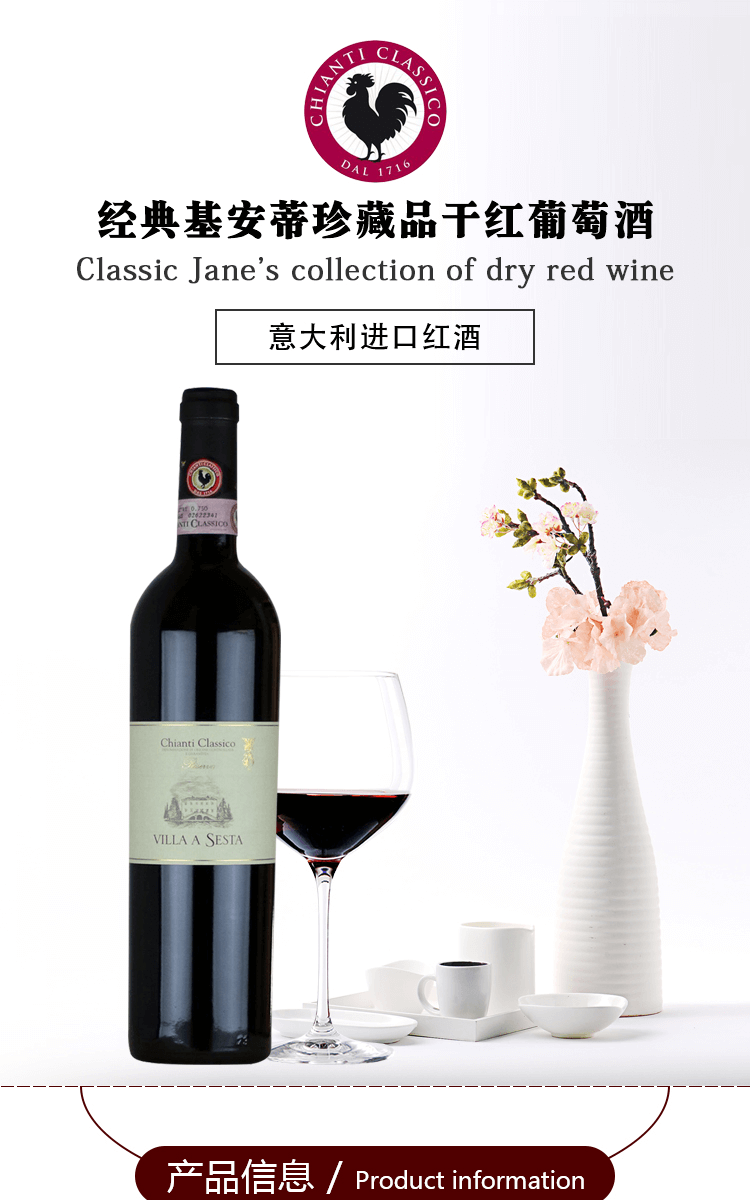 CHIANTI CLASSICO
DAL 1716
经典基安蒂珍藏品干红葡萄酒
Classic Jane's collection of dry red wine
意大利进口红酒
CHIANTI CLASSICO
Chianti Classico
VILLA A SESTA
产品信息 / Product information